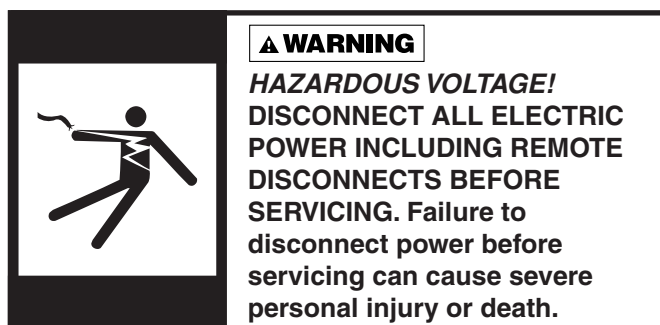 WARNING
HAZARDOUS VOLTAGE!
DISCONNECT ALL ELECTRIC
POWER INCLUDING REMOTE
DISCONNECTS BEFORE
SERVICING. Failure to
disconnect power before
servicing can cause severe
personal injury or death.